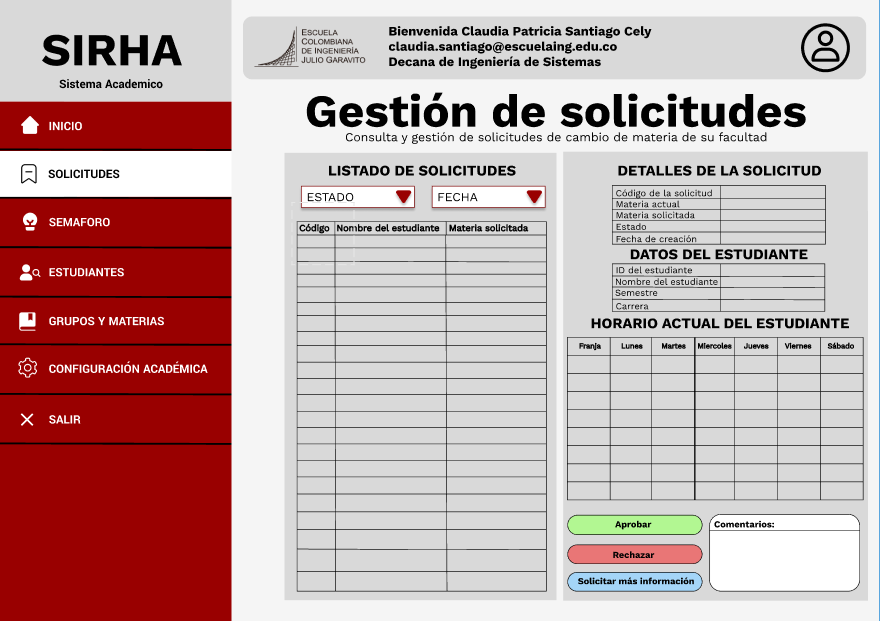 SIRHA
Sistema Academico
INICIO
SOLICITUDES
SEMAFORO
ESTUDIANTES
GRUPOS Y MATERIAS
CONFIGURACIÓN ACADÉMICA
SALIR
ESCUELA
COLOMBIANA
DE INGENIERÍA
JULIO GARAVITO
Bienvenida Claudia Patricia Santiago Cely
claudia.santiago@escuelaing.edu.co
Decana de Ingeniería de Sistemas
Gestión de solicitudes
Consulta y gestión de solicitudes de cambio de materia de su facultad
LISTADO DE SOLICITUDES
ESTADO FECHA
Código Nombre del estudiante Materia solicitada
DETALLES DE LA SOLICITUD
Código de la solicitud
Materia actual
Materia solicitada
Estado
Fecha de creación
DATOS DEL ESTUDIANTE
ID del estudiante
Nombre del estudiante
Semestre
Carrera
HORARIO ACTUAL DEL ESTUDIANTE
Franja Lunes Martes Miercoles Jueves Viernes Sábado
Aprobar
Rechazar
Solicitar más información
Comentarios: